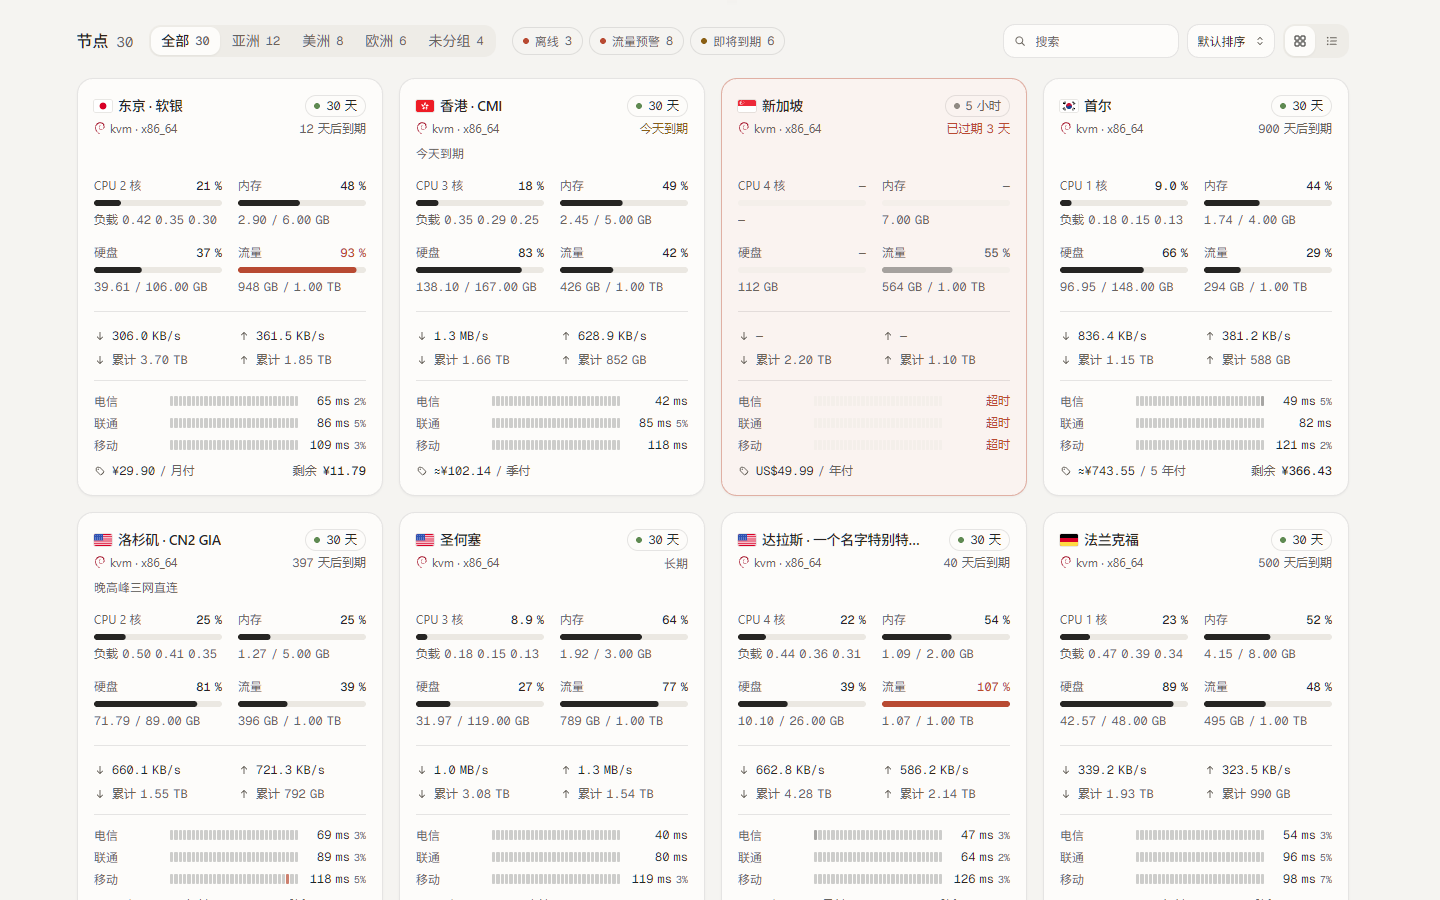 节点 30 全部 30 亚洲 12 美洲 8 欧洲 6 未分组 4 离线 3 流量预警 8 即将到期 6 搜索 默认排序
东京 · 软银 30 天
kvm · x86_64 12 天后到期
CPU 2 核 21 % 内存 48 %
负载 0.42 0.35 0.30 2.90 / 6.00 GB
硬盘 37 % 流量 93 %
39.61 / 106.00 GB 948 GB / 1.00 TB
↓ 306.0 KB/s ↑ 361.5 KB/s
↓ 累计 3.70 TB ↑ 累计 1.85 TB
电信 65 ms 2%
联通 86 ms 5%
移动 109 ms 3%
¥29.90 / 月付 剩余 ¥11.79
香港 · CMI 30 天
kvm · x86_64 今天到期
今天到期
CPU 3 核 18 % 内存 49 %
负载 0.35 0.29 0.25 2.45 / 5.00 GB
硬盘 83 % 流量 42 %
138.10 / 167.00 GB 426 GB / 1.00 TB
↓ 1.3 MB/s ↑ 628.9 KB/s
↓ 累计 1.66 TB ↑ 累计 852 GB
电信 42 ms
联通 85 ms 5%
移动 118 ms
≈¥102.14 / 季付
新加坡 5 小时
kvm · x86_64 已过期 3 天
CPU 4 核 – 内存 –
– 7.00 GB
硬盘 – 流量 55 %
112 GB 564 GB / 1.00 TB
↓ – ↑ –
↓ 累计 2.20 TB ↑ 累计 1.10 TB
电信 超时
联通 超时
移动 超时
US$49.99 / 年付
首尔 30 天
kvm · x86_64 900 天后到期
CPU 1 核 9.0 % 内存 44 %
负载 0.18 0.15 0.13 1.74 / 4.00 GB
硬盘 66 % 流量 29 %
96.95 / 148.00 GB 294 GB / 1.00 TB
↓ 836.4 KB/s ↑ 381.2 KB/s
↓ 累计 1.15 TB ↑ 累计 588 GB
电信 49 ms 5%
联通 82 ms
移动 121 ms 2%
≈¥743.55 / 5 年付 剩余 ¥366.43
洛杉矶 · CN2 GIA 30 天
kvm · x86_64 397 天后到期
晚高峰三网直连
CPU 2 核 25 % 内存 25 %
负载 0.50 0.41 0.35 1.27 / 5.00 GB
硬盘 81 % 流量 39 %
71.79 / 89.00 GB 396 GB / 1.00 TB
↓ 660.1 KB/s ↑ 721.3 KB/s
↓ 累计 1.55 TB ↑ 累计 792 GB
电信 69 ms 3%
联通 89 ms 3%
移动 118 ms 5%
圣何塞 30 天
kvm · x86_64 长期
CPU 3 核 8.9 % 内存 64 %
负载 0.18 0.15 0.13 1.92 / 3.00 GB
硬盘 27 % 流量 77 %
31.97 / 119.00 GB 789 GB / 1.00 TB
↓ 1.0 MB/s ↑ 1.3 MB/s
↓ 累计 3.08 TB ↑ 累计 1.54 TB
电信 40 ms
联通 80 ms
移动 119 ms 3%
达拉斯 · 一个名字特别特... 30 天
kvm · x86_64 40 天后到期
CPU 4 核 22 % 内存 54 %
负载 0.44 0.36 0.31 1.09 / 2.00 GB
硬盘 39 % 流量 107 %
10.10 / 26.00 GB 1.07 / 1.00 TB
↓ 662.8 KB/s ↑ 586.2 KB/s
↓ 累计 4.28 TB ↑ 累计 2.14 TB
电信 47 ms 3%
联通 64 ms 2%
移动 126 ms 3%
法兰克福 30 天
kvm · x86_64 500 天后到期
CPU 1 核 23 % 内存 52 %
负载 0.47 0.39 0.34 4.15 / 8.00 GB
硬盘 89 % 流量 48 %
42.57 / 48.00 GB 495 GB / 1.00 TB
↓ 339.2 KB/s ↑ 323.5 KB/s
↓ 累计 1.93 TB ↑ 累计 990 GB
电信 54 ms 3%
联通 96 ms 5%
移动 98 ms 7%